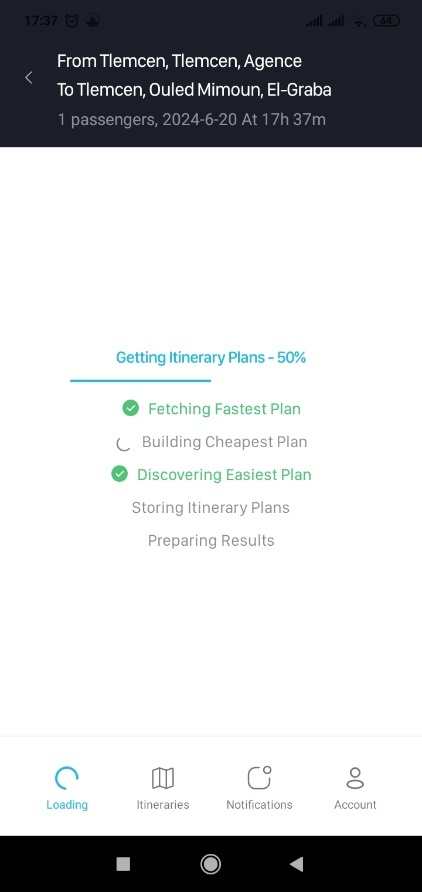 17:37
64
From Tlemcen, Tlemcen, Agence
To Tlemcen, Ouled Mimoun, El-Graba
1 passengers, 2024-6-20 At 17h 37m
Getting Itinerary Plans - 50%
Fetching Fastest Plan
Building Cheapest Plan
Discovering Easiest Plan
Storing Itinerary Plans
Preparing Results
Loading
Itineraries
Notifications
Account